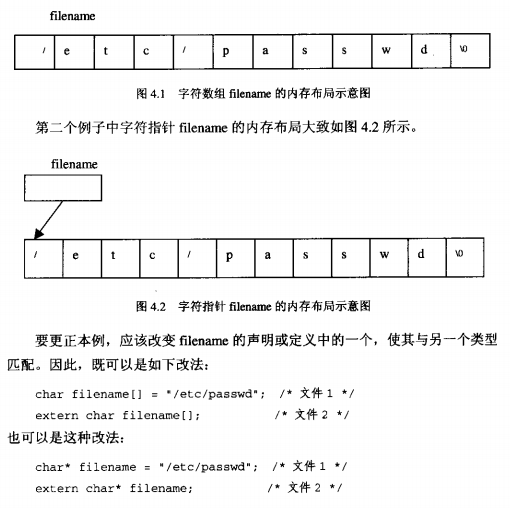 filename
/ e t c / p a s s w d \0
图 4.1 字符数组 filename 的内存布局示意图
第二个例子中字符指针 filename 的内存布局大致如图 4.2 所示。
filename
/ e t c / p a s s w d \0
图 4.2 字符指针 filename 的内存布局示意图
要更正本例，应该改变 filename 的声明或定义中的一个，使其与另一个类型
匹配。因此，既可以是如下改法：
char filename[] = "/etc/passwd"; /* 文件 1 */
extern char filename[]; /* 文件 2 */
也可以是这种改法：
char* filename = "/etc/passwd"; /* 文件 1 */
extern char* filename; /* 文件 2 */